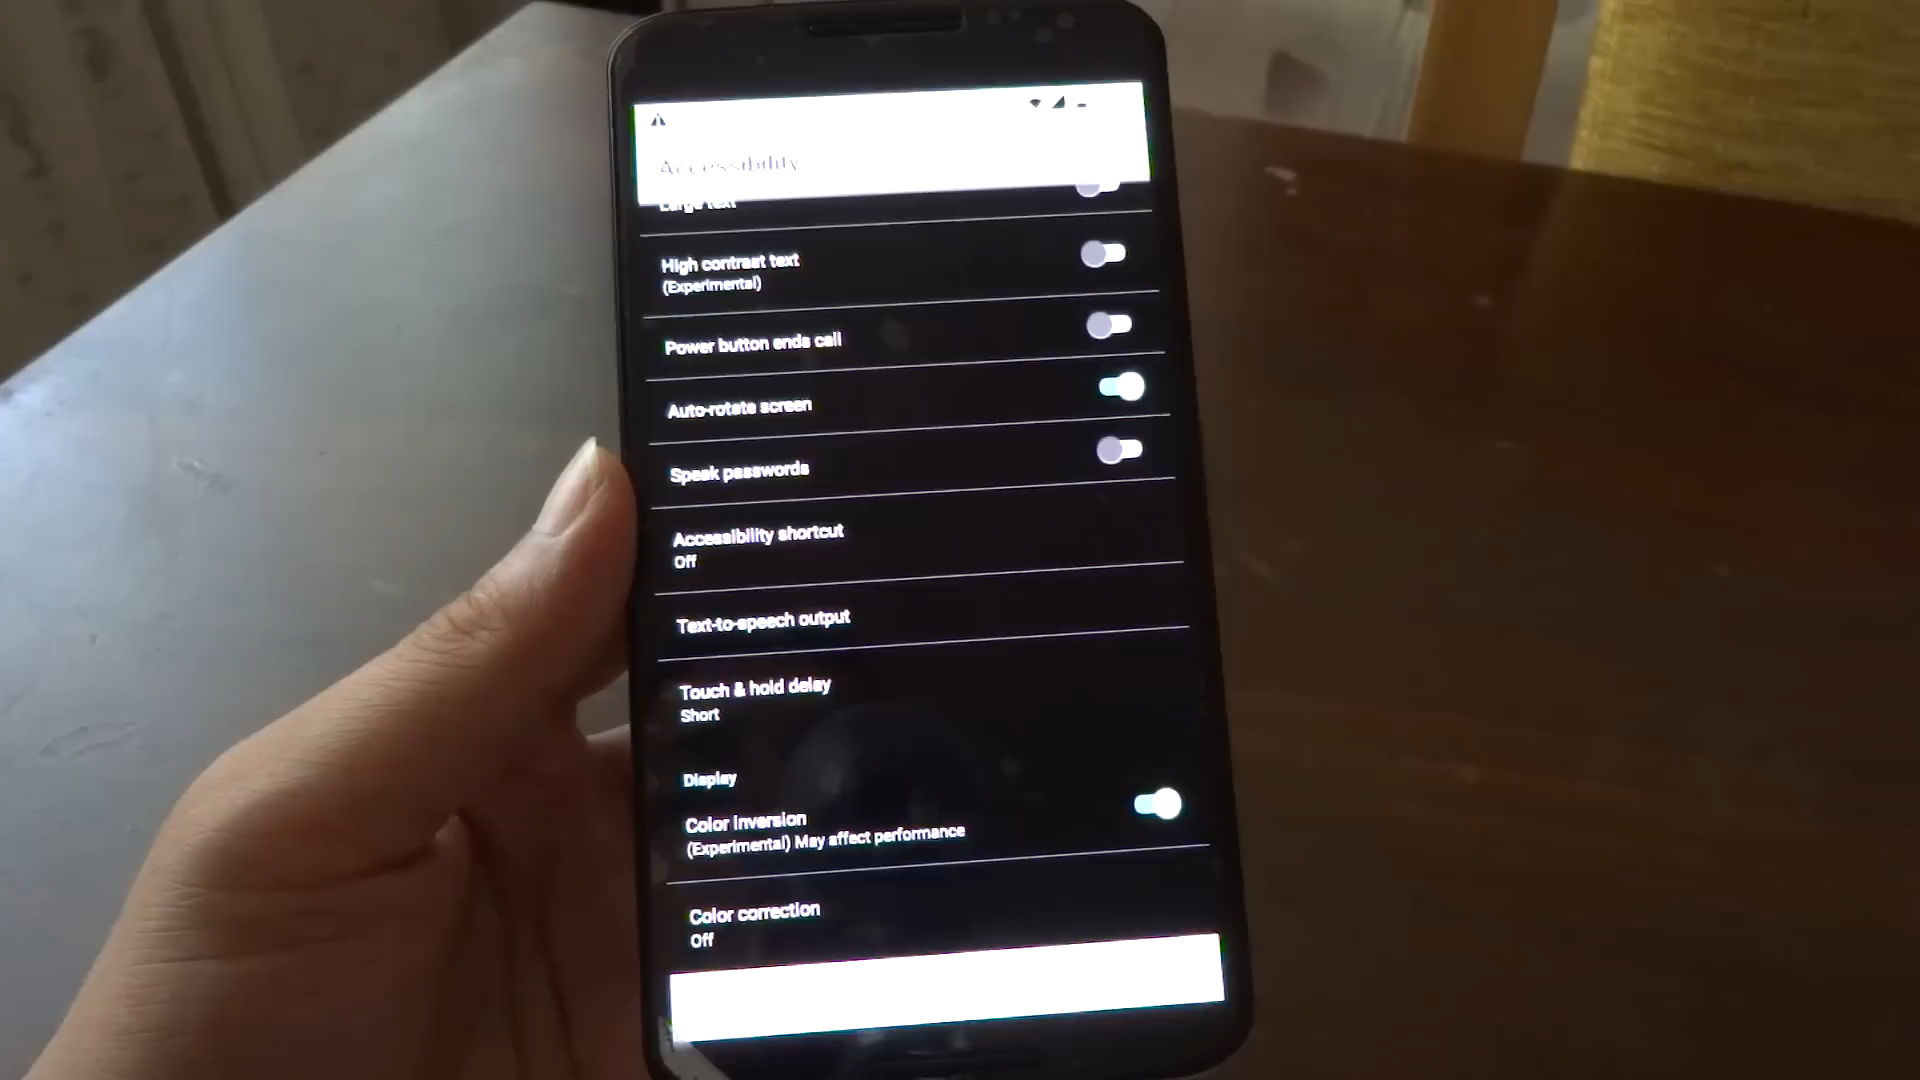 Accessibility
Large text
High contrast text
(Experimental)
Power button ends call
Auto-rotate screen
Speak passwords
Accessibility shortcut
Off
Text-to-speech output
Touch & hold delay
Short
Display
Color inversion
(Experimental) May affect performance
Color correction
Off